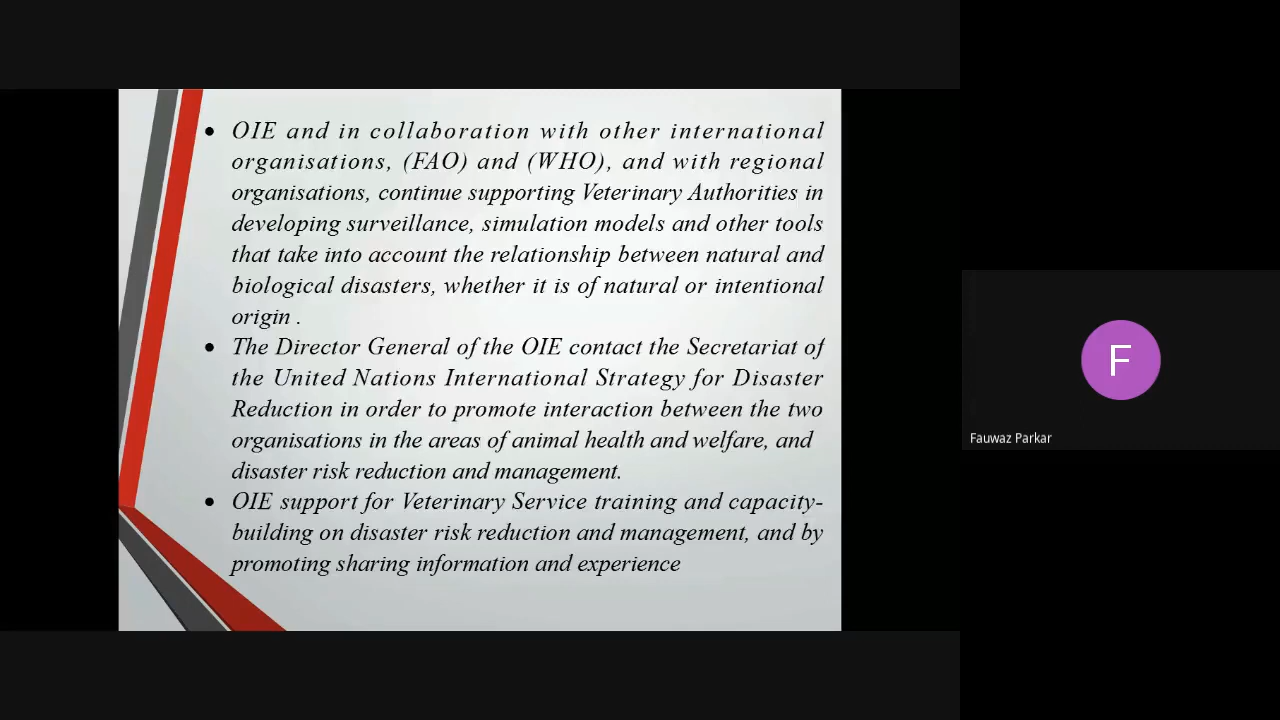 • OIE and in collaboration with other international
organisations, (FAO) and (WHO), and with regional
organisations, continue supporting Veterinary Authorities in
developing surveillance, simulation models and other tools
that take into account the relationship between natural and
biological disasters, whether it is of natural or intentional
origin .
• The Director General of the OIE contact the Secretariat of
the United Nations International Strategy for Disaster
Reduction in order to promote interaction between the two
organisations in the areas of animal health and welfare, and
disaster risk reduction and management.
• OIE support for Veterinary Service training and capacity-
building on disaster risk reduction and management, and by
promoting sharing information and experience
F
Fauwaz Parkar